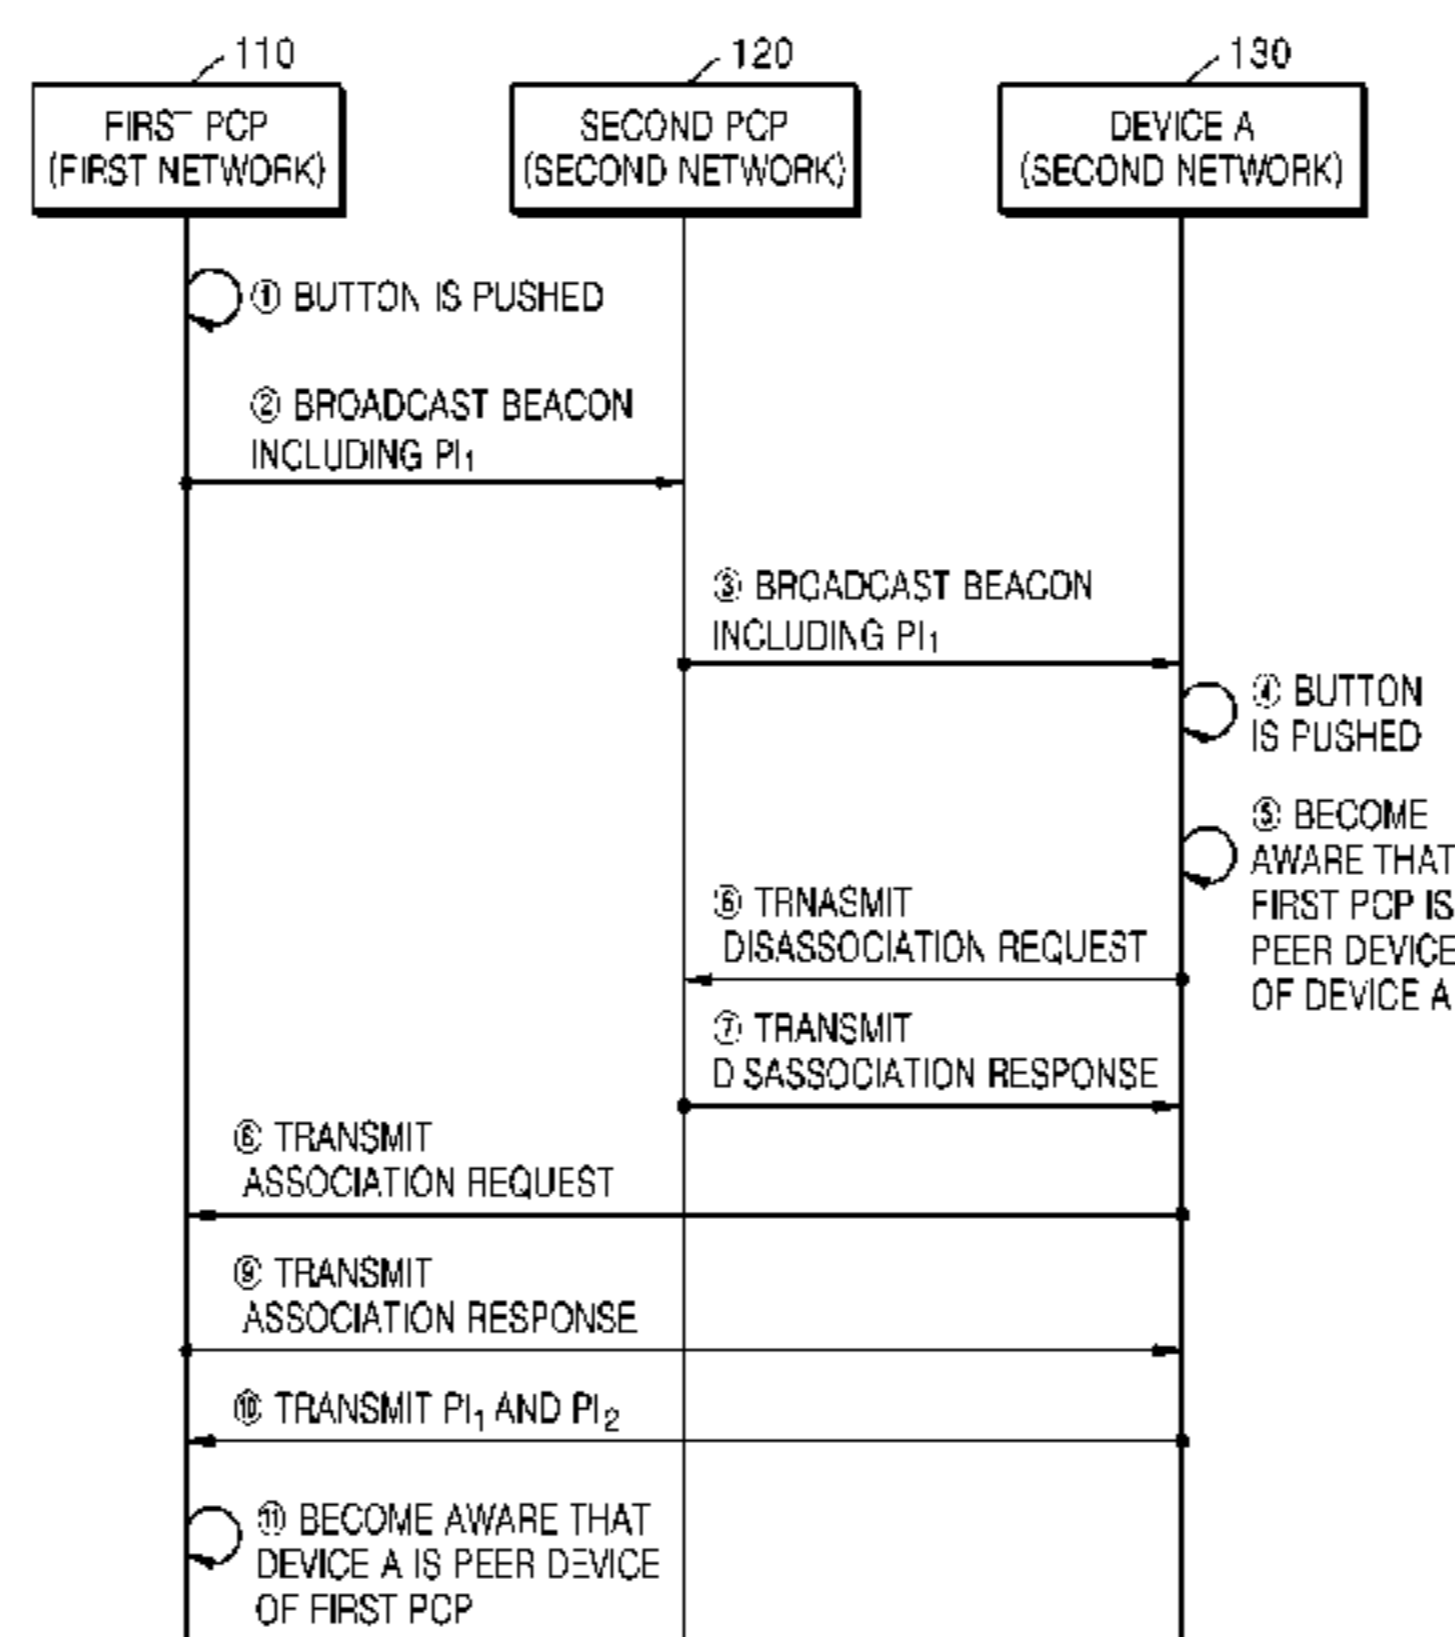 110
120
130
FIRST PCP
(FIRST NETWORK)
SECOND PCP
(SECOND NETWORK)
DEVICE A
(SECOND NETWORK)
① BUTTON IS PUSHED
② BROADCAST BEACON
INCLUDING PI₁
③ BROADCAST BEACON
INCLUDING PI₁
④ BUTTON
IS PUSHED
⑤ BECOME
AWARE THAT
FIRST PCP IS
PEER DEVICE
OF DEVICE A
⑥ TRNASMIT
DISASSOCIATION REQUEST
⑦ TRANSMIT
DISASSOCIATION RESPONSE
⑧ TRANSMIT
ASSOCIATION REQUEST
⑨ TRANSMIT
ASSOCIATION RESPONSE
⑩ TRANSMIT PI₁ AND PI₂
⑪ BECOME AWARE THAT
DEVICE A IS PEER DEVICE
OF FIRST PCP